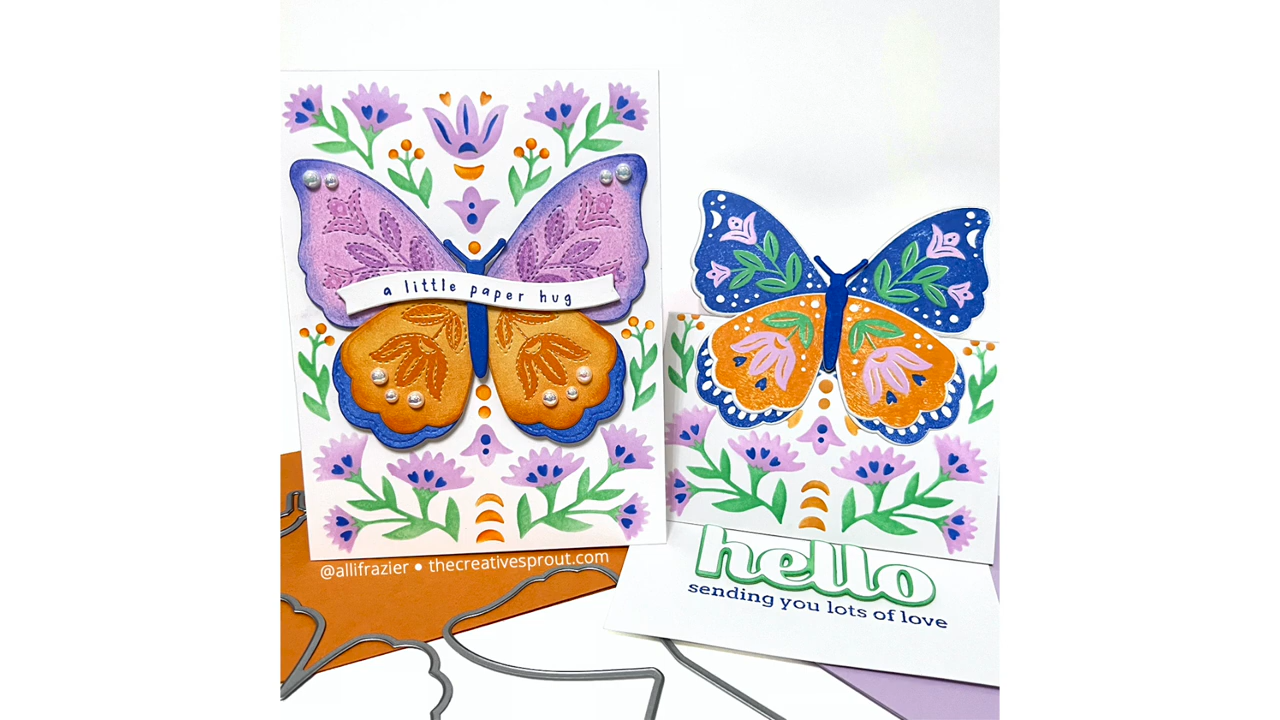 a little paper hug
@allifrazier • thecreativesprout.com
hello
sending you lots of love